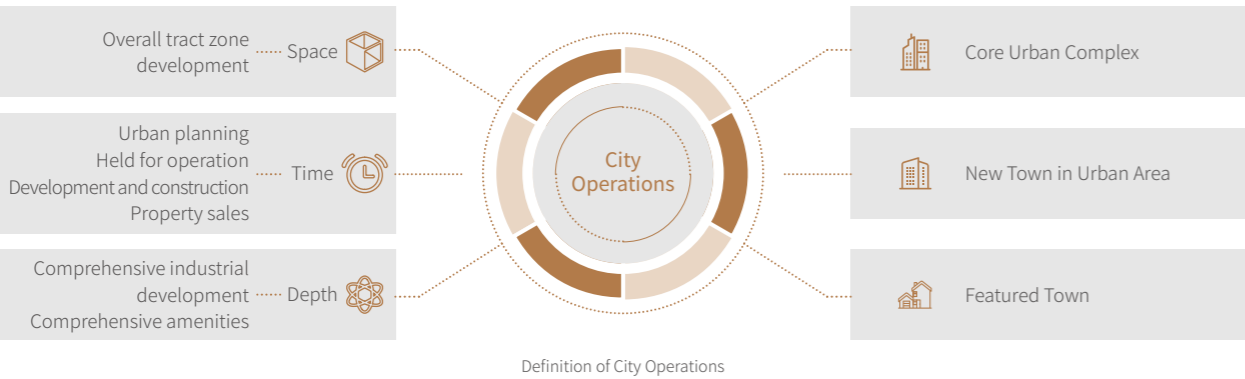 Overall tract zone
development
Space
Urban planning
Held for operation
Development and construction
Property sales
Time
Comprehensive industrial
development
Comprehensive amenities
Depth
City
Operations
Core Urban Complex
New Town in Urban Area
Featured Town
Definition of City Operations